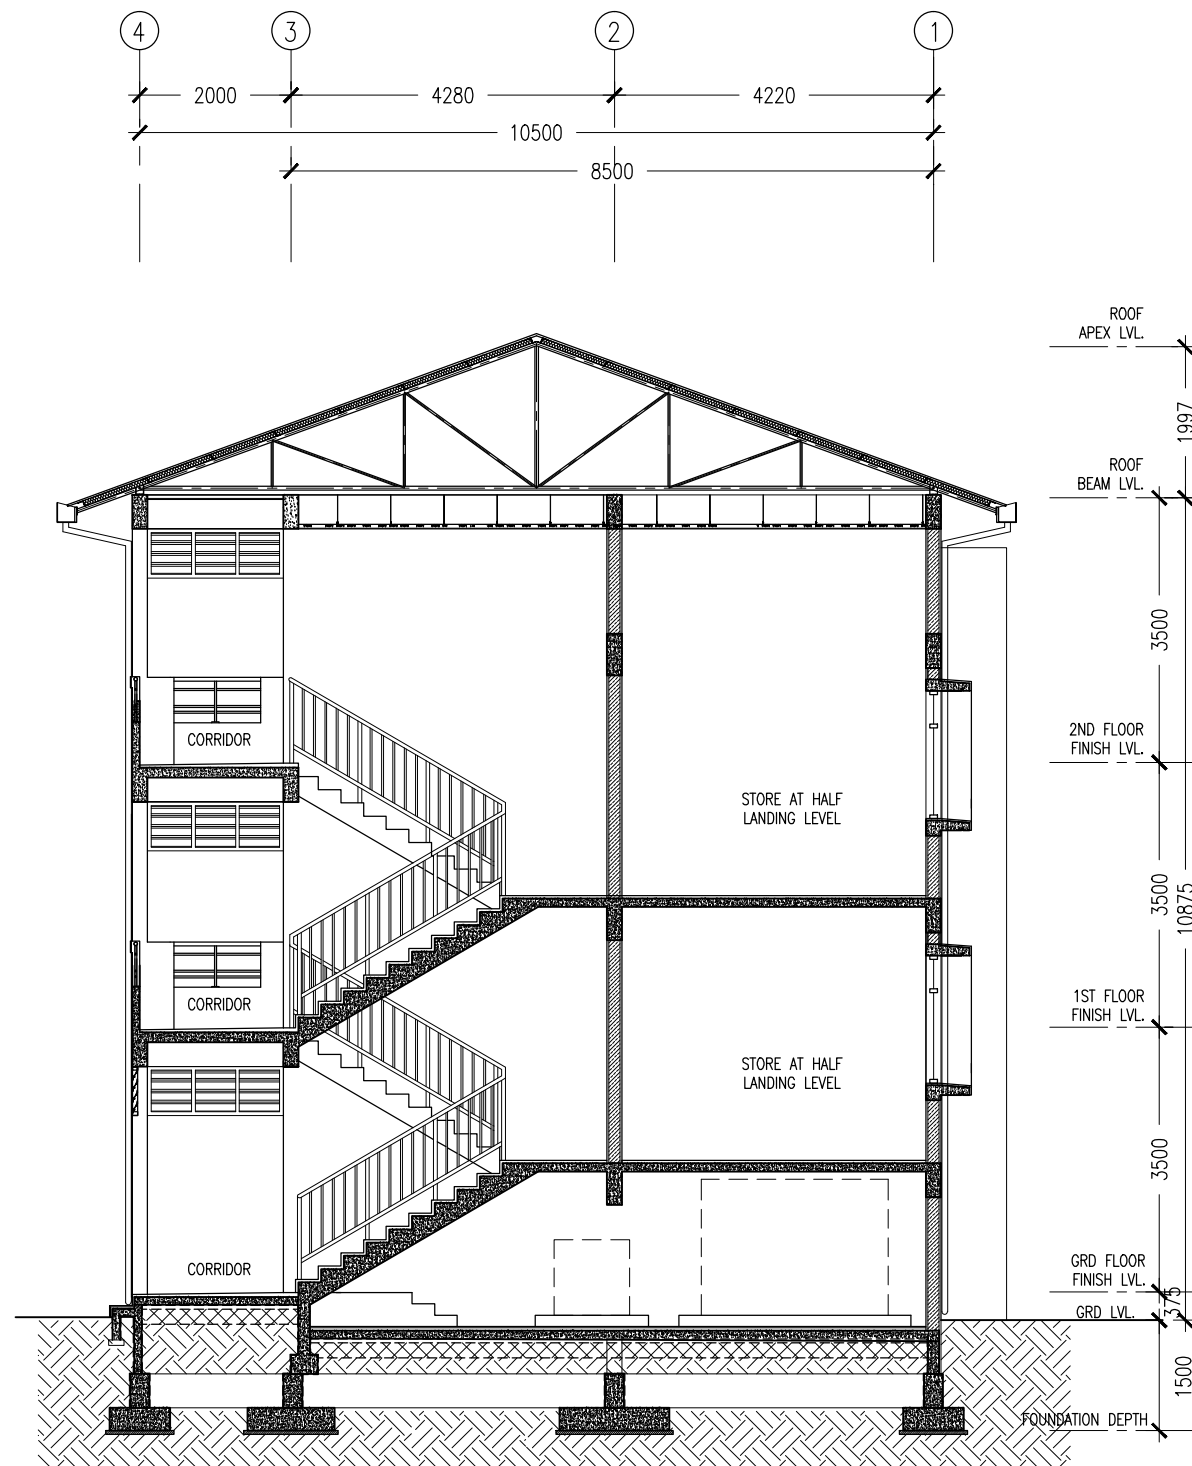 4 3 2 1
2000 4280 4220
10500
8500
ROOF
APEX LVL.
1997
ROOF
BEAM LVL.
3500
CORRIDOR
2ND FLOOR
FINISH LVL.
STORE AT HALF
LANDING LEVEL
3500
10875
CORRIDOR
1ST FLOOR
FINISH LVL.
STORE AT HALF
LANDING LEVEL
3500
CORRIDOR
GRD FLOOR
FINISH LVL.
375
GRD LVL.
1500
FOUNDATION DEPTH